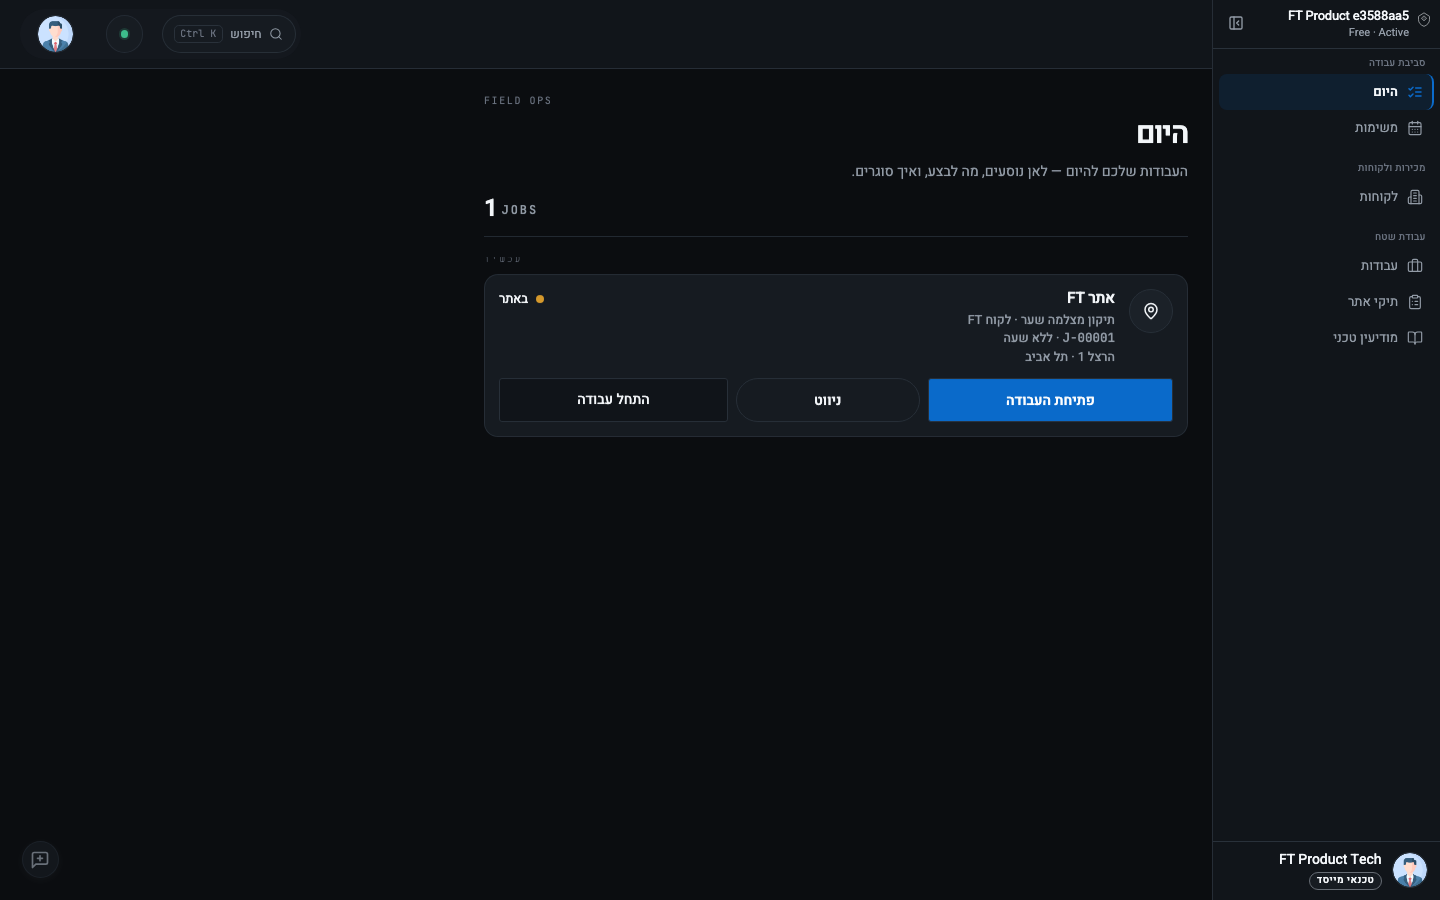 FT Product e3588aa5
Free · Active
סביבת עבודה
היום
משימות
מכירות ולקוחות
לקוחות
עבודת שטח
עבודות
תיקי אתר
מודיעין טכני
FT Product Tech
טכנאי מייסד
חיפוש Ctrl K
FIELD OPS
היום
העבודות שלכם להיום — לאן נוסעים, מה לבצע, ואיך סוגרים.
1 JOBS
עכשיו
אתר FT
באתר
תיקון מצלמה שער · לקוח FT
J-00001 · ללא שעה
הרצל 1 · תל אביב
פתיחת העבודה
ניווט
התחל עבודה